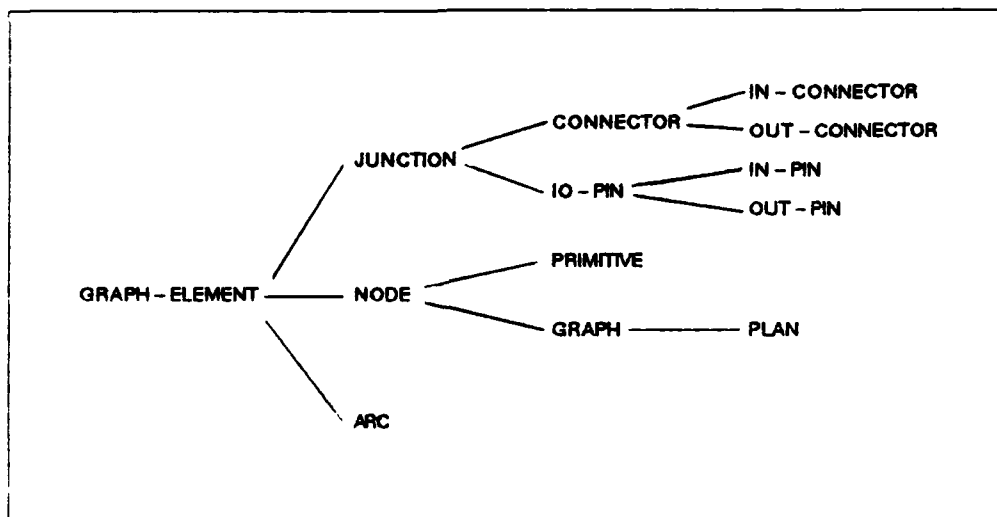 IN – CONNECTOR
CONNECTOR
OUT – CONNECTOR
JUNCTION
IN – PIN
IO – PIN
OUT – PIN
PRIMITIVE
GRAPH – ELEMENT
NODE
GRAPH
PLAN
ARC